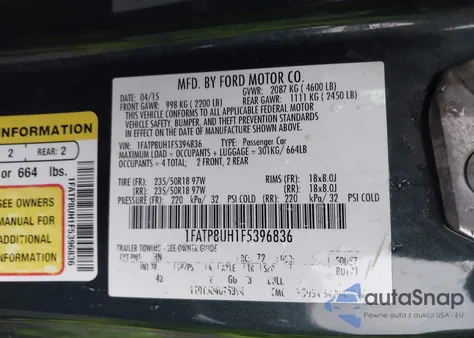 MFD. BY FORD MOTOR CO.
DATE: 04/15 GVWR: 2087 KG ( 4600 LB)
FRONT GAWR: 998 KG ( 2200 LB) REAR GAWR: 1111 KG ( 2450 LB)
THIS VEHICLE CONFORMS TO ALL APPLICABLE FEDERAL MOTOR
VEHICLE SAFETY, BUMPER, AND THEFT PREVENTION STANDARDS IN
EFFECT ON THE DATE OF MANUFACTURE SHOWN ABOVE.
VIN: 1FATP8UH1F5396836 TYPE: Passenger Car
MAXIMUM LOAD = OCCUPANTS + LUGGAGE = 301KG / 664LB
OCCUPANTS = 4 TOTAL: 2 FRONT, 2 REAR
TIRE (FR): 235/50R18 97W RIMS (FR): 18x8.0J
(RR): 235/50R18 97W (RR): 18x8.0J
PRESSURE (FR): 220 kPa/ 32 PSI COLD (RR): 220 kPa/ 32 PSI COLD
1FATP8UH1F5396836
TRAILER TOWING - SEE OWNER GUIDE
INFORMATION
2 REAR: 2
or 664 lbs.
SEE OWNERS
MANUAL FOR
1FATP8UH1F5396836
autoSnap
Pewne auta z USA - EU